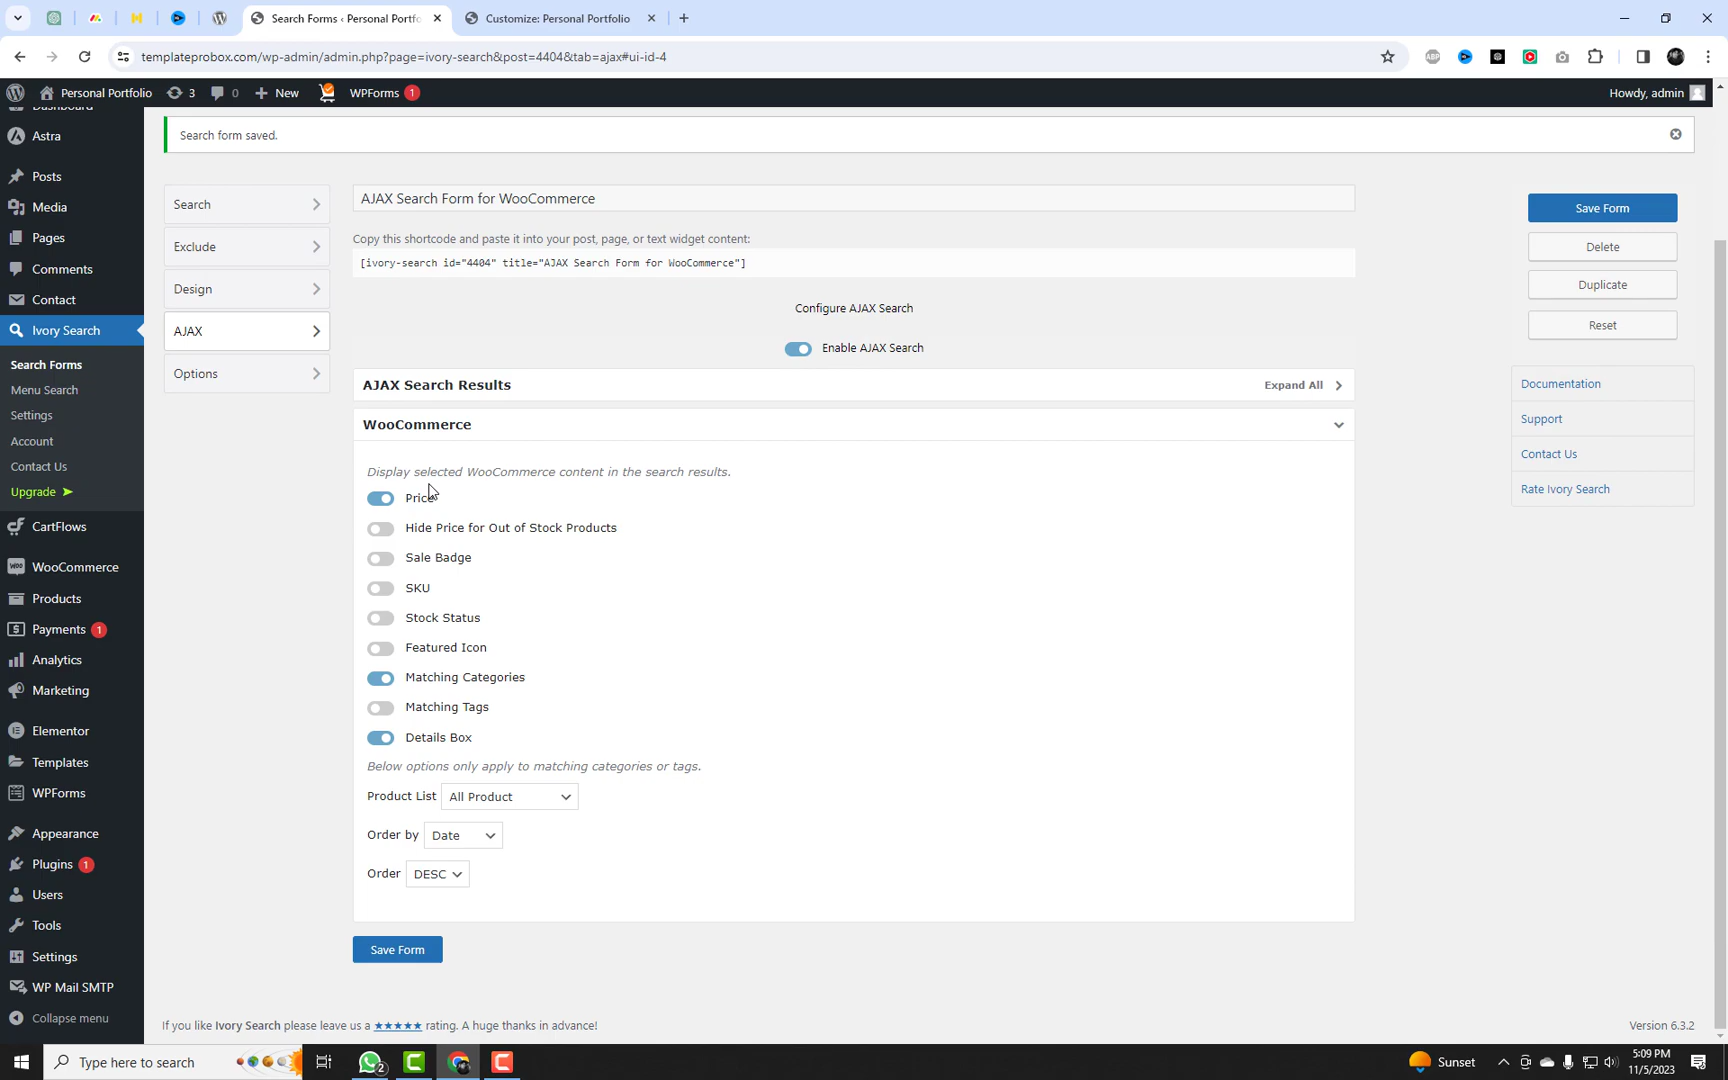 Search Forms ‹ Personal Portfo
Customize: Personal Portfolio
templateprobox.com/wp-admin/admin.php?page=ivory-search&post=4404&tab=ajax#ui-id-4
Personal Portfolio
3
0
New
WPForms 1
Howdy, admin
Astra
Posts
Media
Pages
Comments
Contact
Ivory Search
Search Forms
Menu Search
Settings
Account
Contact Us
Upgrade ➤
CartFlows
WooCommerce
Products
Payments 1
Analytics
Marketing
Elementor
Templates
WPForms
Appearance
Plugins 1
Users
Tools
Settings
WP Mail SMTP
Collapse menu
Search form saved.
Search
Exclude
Design
AJAX
Options
AJAX Search Form for WooCommerce
Copy this shortcode and paste it into your post, page, or text widget content:
[ivory-search id="4404" title="AJAX Search Form for WooCommerce"]
Configure AJAX Search
Enable AJAX Search
AJAX Search Results
Expand All
WooCommerce
Display selected WooCommerce content in the search results.
Price
Hide Price for Out of Stock Products
Sale Badge
SKU
Stock Status
Featured Icon
Matching Categories
Matching Tags
Details Box
Below options only apply to matching categories or tags.
Product List All Product
Order by Date
Order DESC
Save Form
Save Form
Delete
Duplicate
Reset
Documentation
Support
Contact Us
Rate Ivory Search
If you like Ivory Search please leave us a ★★★★★ rating. A huge thanks in advance!
Version 6.3.2
Type here to search
2
Sunset
5:09 PM
11/5/2023